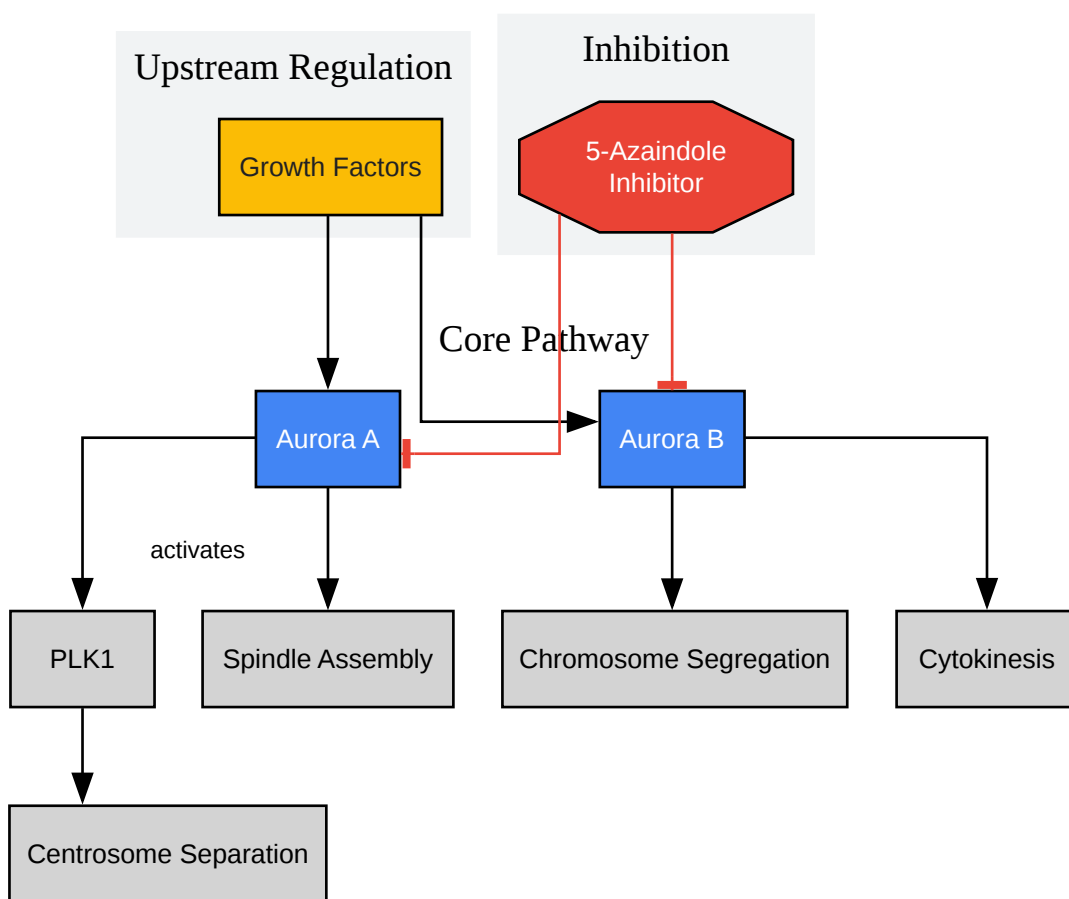 Upstream Regulation
Inhibition
Growth Factors
5-Azaindole
Inhibitor
Core Pathway
Aurora A
Aurora B
activates
PLK1
Spindle Assembly
Chromosome Segregation
Cytokinesis
Centrosome Separation